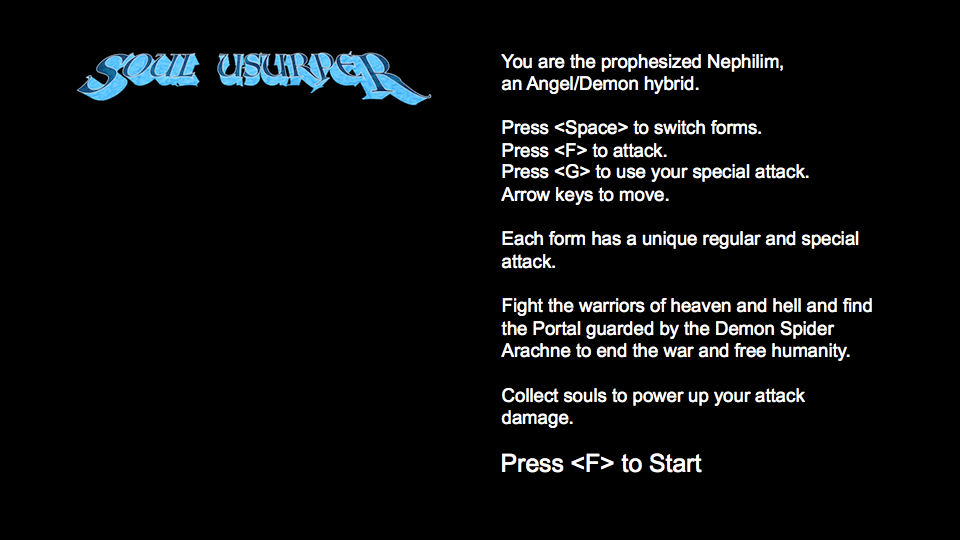 SOUL USURPER
You are the prophesized Nephilim,
an Angel/Demon hybrid.
Press <Space> to switch forms.
Press <F> to attack.
Press <G> to use your special attack.
Arrow keys to move.
Each form has a unique regular and special
attack.
Fight the warriors of heaven and hell and find
the Portal guarded by the Demon Spider
Arachne to end the war and free humanity.
Collect souls to power up your attack
damage.
Press <F> to Start